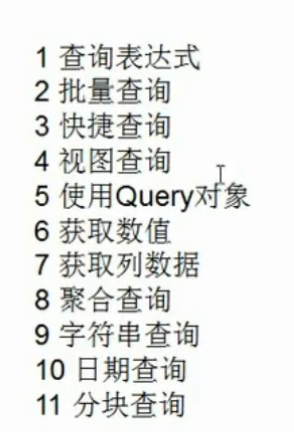 1 查询表达式
2 批量查询
3 快捷查询
4 视图查询
5 使用Query对象
6 获取数值
7 获取列数据
8 聚合查询
9 字符串查询
10 日期查询
11 分块查询